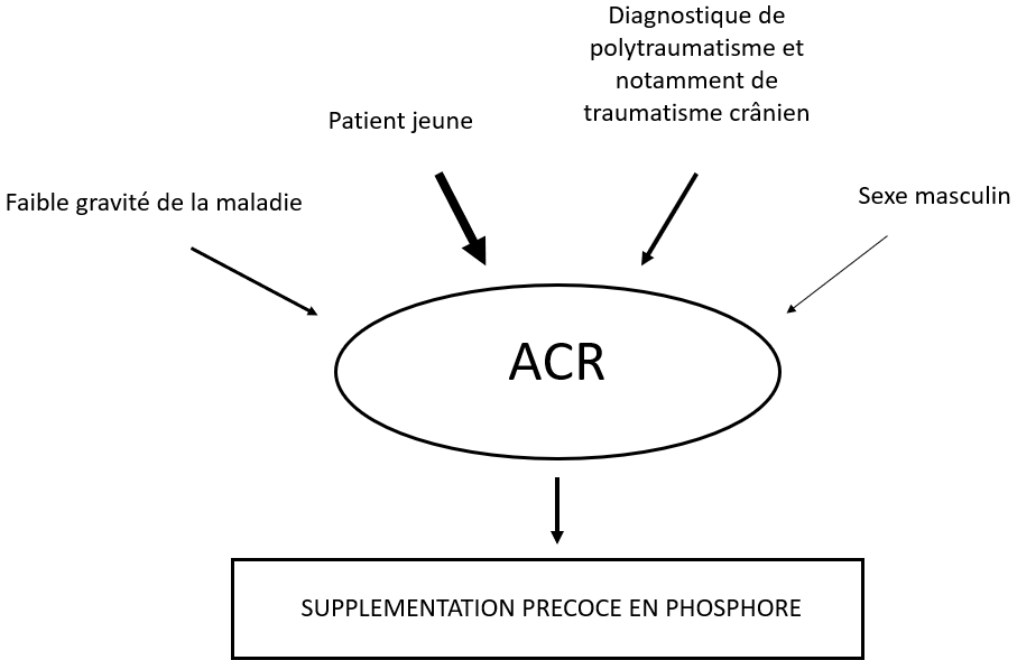 Diagnostique de
polytraumatisme et
notamment de
traumatisme crânien
Patient jeune
Faible gravité de la maladie
Sexe masculin
ACR
SUPPLEMENTATION PRECOCE EN PHOSPHORE